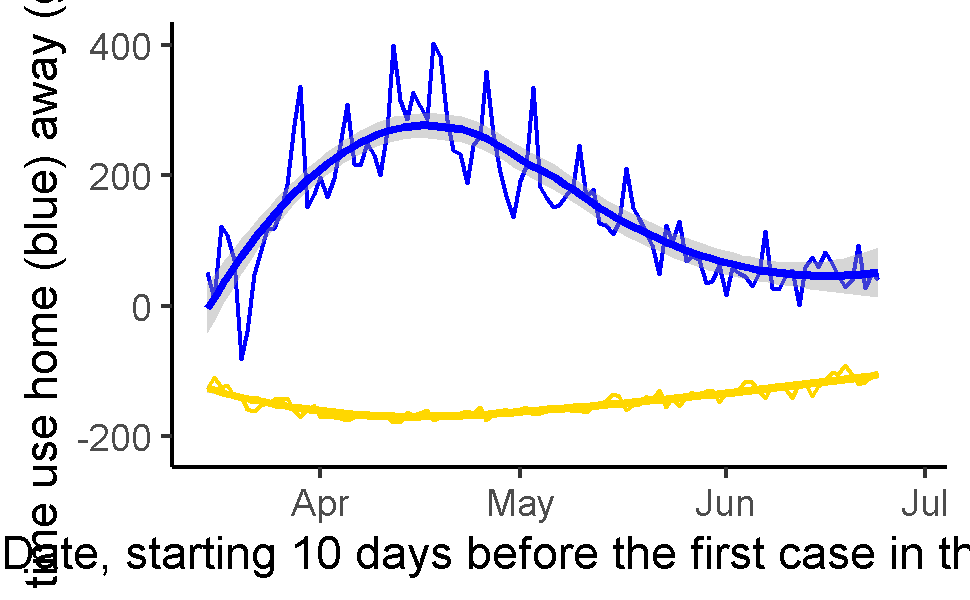 time use home (blue) away (
400
200
0
-200
Apr May Jun Jul
Date, starting 10 days before the first case in th